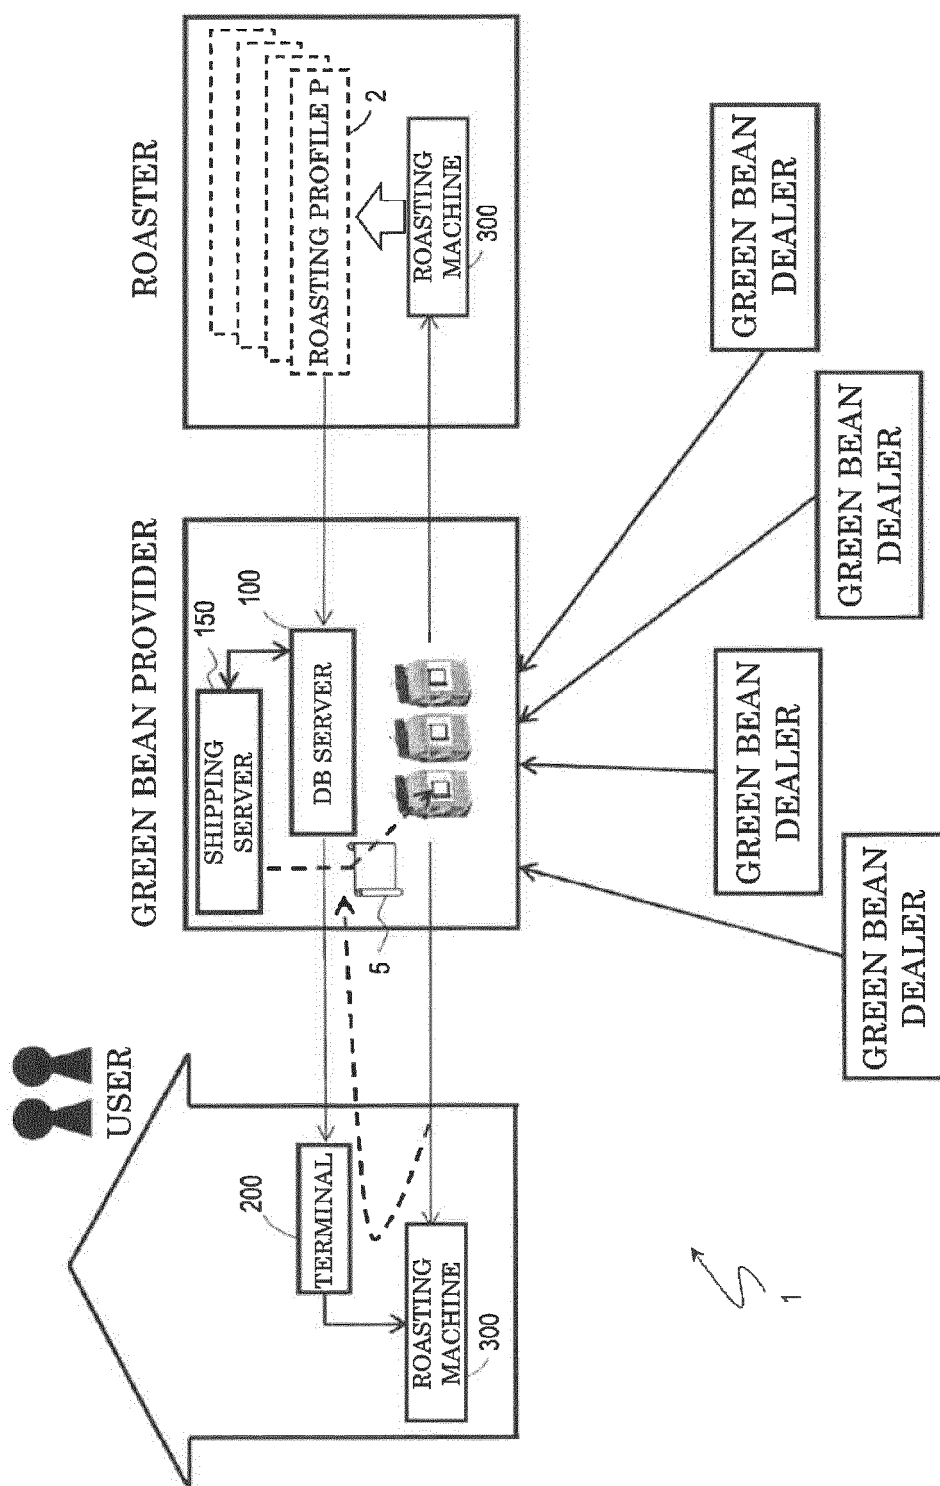 USER
200
TERMINAL
ROASTING
MACHINE
300
GREEN BEAN PROVIDER
150
SHIPPING
SERVER
100
DB SERVER
5
ROASTER
ROASTING PROFILE P
2
ROASTING
MACHINE
300
GREEN BEAN
DEALER
GREEN BEAN
DEALER
GREEN BEAN
DEALER
GREEN BEAN
DEALER
1